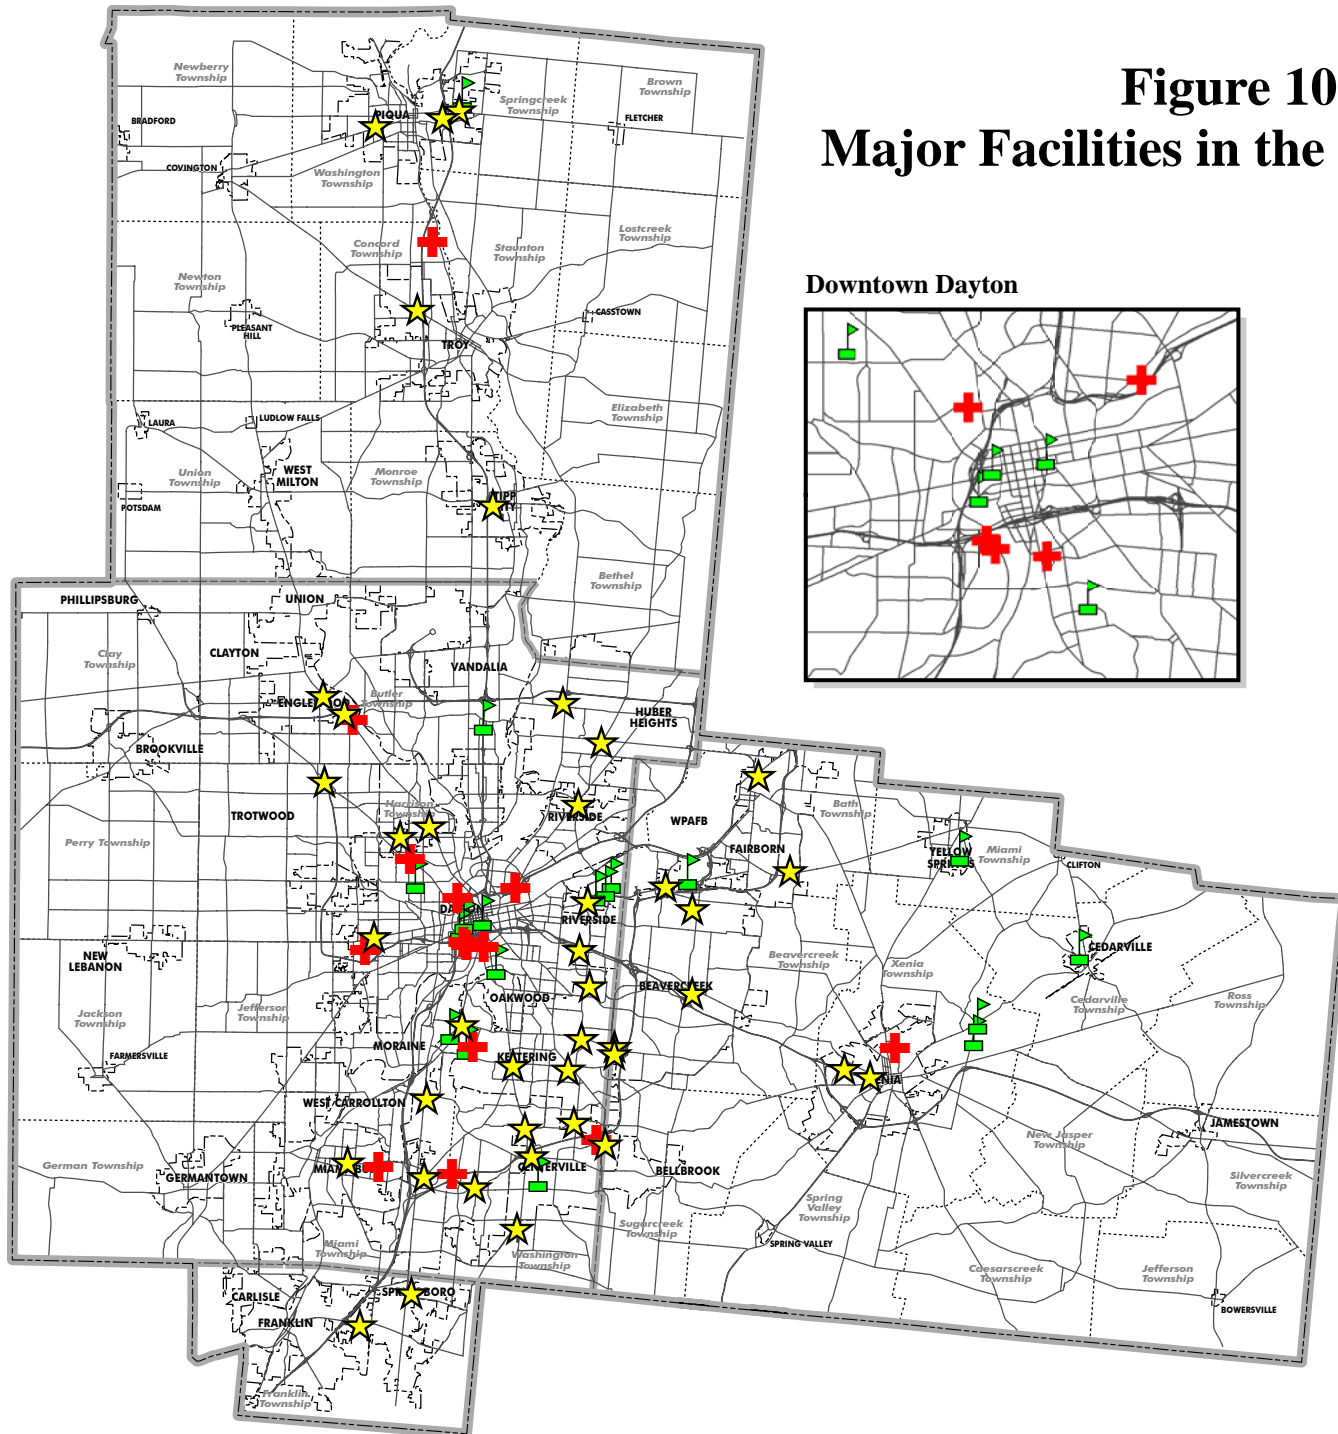 Figure 10
Major Facilities in the
Newberry
Township
Brown
Township
Springcreek
Township
BRADFORD
PIQUA
FLETCHER
COVINGTON
Washington
Township
Lostcreek
Township
Concord
Township
Staunton
Township
Newton
Township
Downtown Dayton
PLEASANT
HILL
CASSTOWN
TROY
LAURA
LUDLOW FALLS
Elizabeth
Township
Union
Township
WEST
MILTON
Monroe
Township
POTSDAM
Bethel
Township
PHILLIPSBURG
UNION
Clay
Township
CLAYTON
VANDALIA
Butler
Township
HUBER
HEIGHTS
BROOKVILLE
TROTWOOD
Harrison
Township
RIVERSIDE
WPAFB
Bath
Township
Perry Township
FAIRBORN
YELLOW
Miami
Township
CLIFTON
RIVERSIDE
NEW
LEBANON
CEDARVILLE
Beavercreek
Township
Xenia
Township
BEAVERCREEK
OAKWOOD
Jackson
Township
Jefferson
Township
Cedarville
Township
Ross
Township
MORAINE
FARMERSVILLE
KETTERING
WEST CARROLLTON
JAMESTOWN
New Jasper
Township
German Township
GERMANTOWN
BELLBROOK
Silvercreek
Township
Spring
Valley
Township
Sugarcreek
Township
Miami
Township
Washington
Township
SPRING VALLEY
Caesarscreek
Township
Jefferson
Township
CARLISLE
BOWERSVILLE
FRANKLIN
Franklin
Township